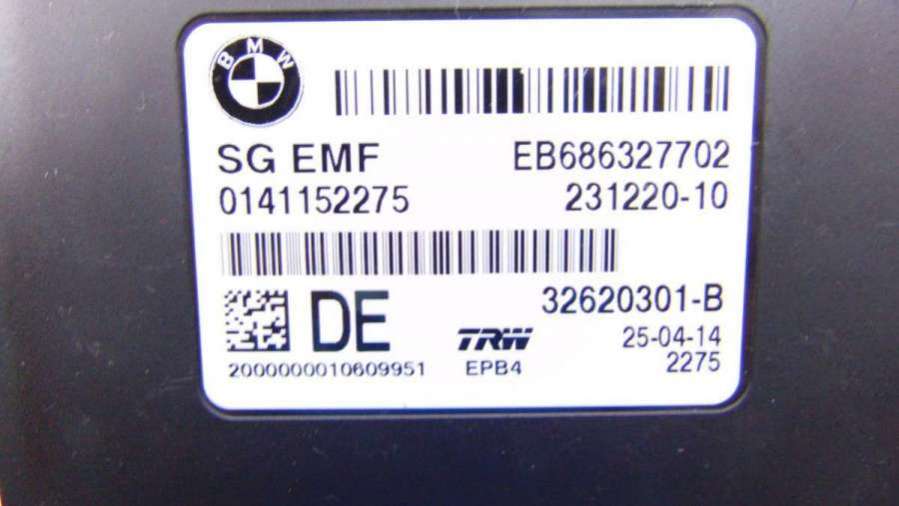 BMW
SG EMF EB686327702
0141152275 231220-10
DE 32620301-B
TRW 25-04-14
2000000010609951 EPB4 2275